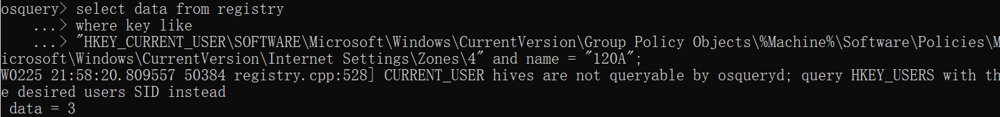 osquery> select data from registry
...> where key like
...> "HKEY_CURRENT_USER\SOFTWARE\Microsoft\Windows\CurrentVersion\Group Policy Objects\%Machine%\Software\Policies\M
icrosoft\Windows\CurrentVersion\Internet Settings\Zones\4" and name = "120A";
W0225 21:58:20.809557 50384 registry.cpp:528] CURRENT_USER hives are not queryable by osqueryd; query HKEY_USERS with th
e desired users SID instead
data = 3